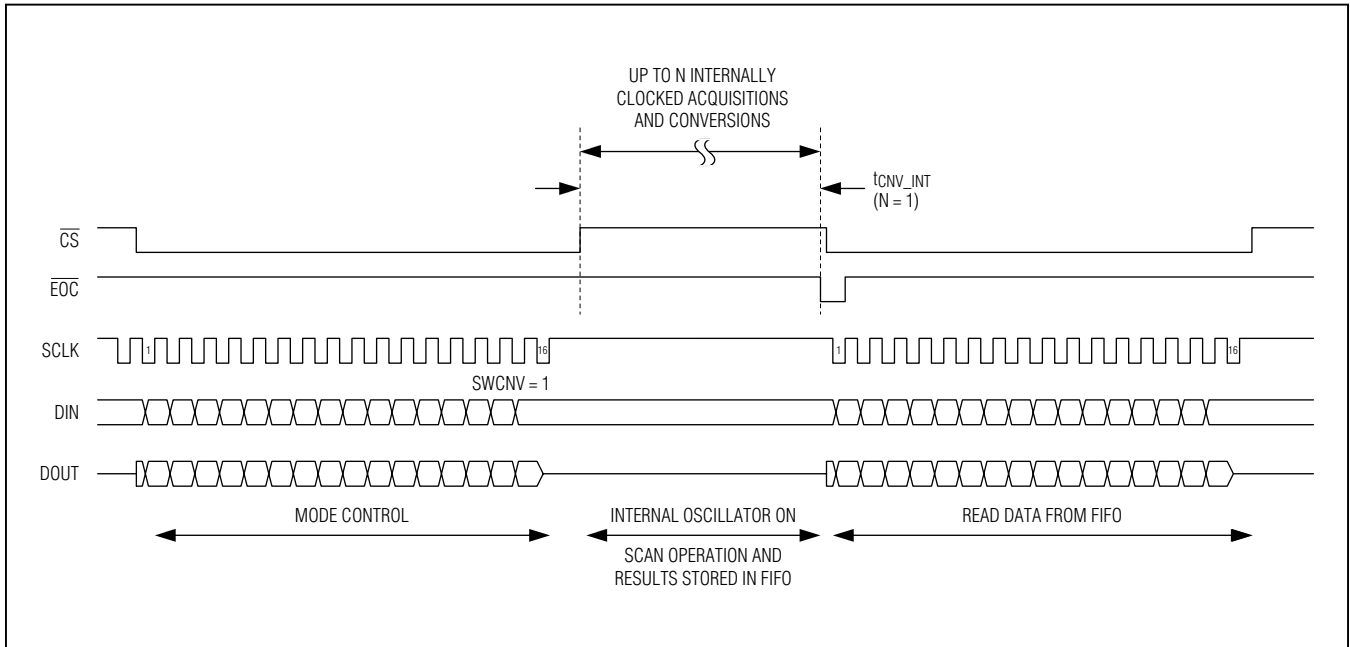 UP TO N INTERNALLY
CLOCKED ACQUISITIONS
AND CONVERSIONS
tCNV_INT
(N = 1)
CS
EOC
SCLK
1
16
1
16
SWCNV = 1
DIN
DOUT
MODE CONTROL
INTERNAL OSCILLATOR ON
READ DATA FROM FIFO
SCAN OPERATION AND
RESULTS STORED IN FIFO